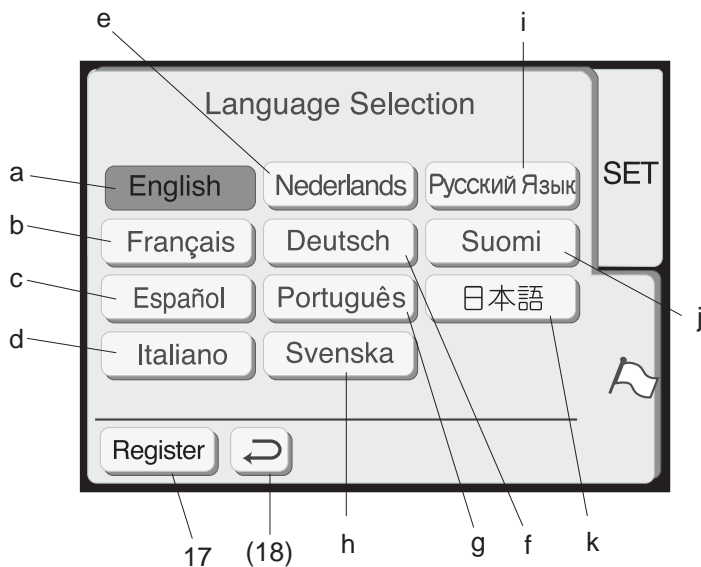 e
i
Language Selection
SET
a
English
Nederlands
Русский Язык
b
Français
Deutsch
Suomi
c
Español
Português
日本語
j
d
Italiano
Svenska
Register
17
(18)
h
g
f
k